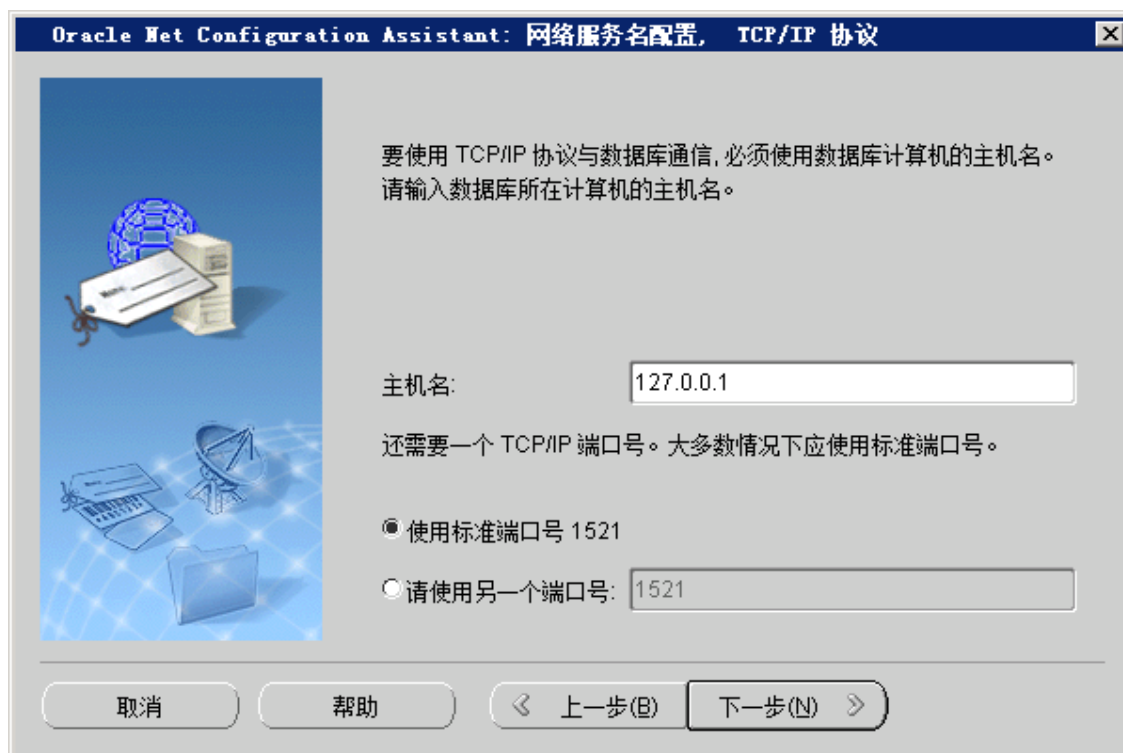 Oracle Net Configuration Assistant: 网络服务名配置, TCP/IP 协议
要使用 TCP/IP 协议与数据库通信, 必须使用数据库计算机的主机名。
请输入数据库所在计算机的主机名。
主机名: 127.0.0.1
还需要一个 TCP/IP 端口号。大多数情况下应使用标准端口号。
使用标准端口号 1521
请使用另一个端口号: 1521
取消 帮助 上一步(B) 下一步(N)